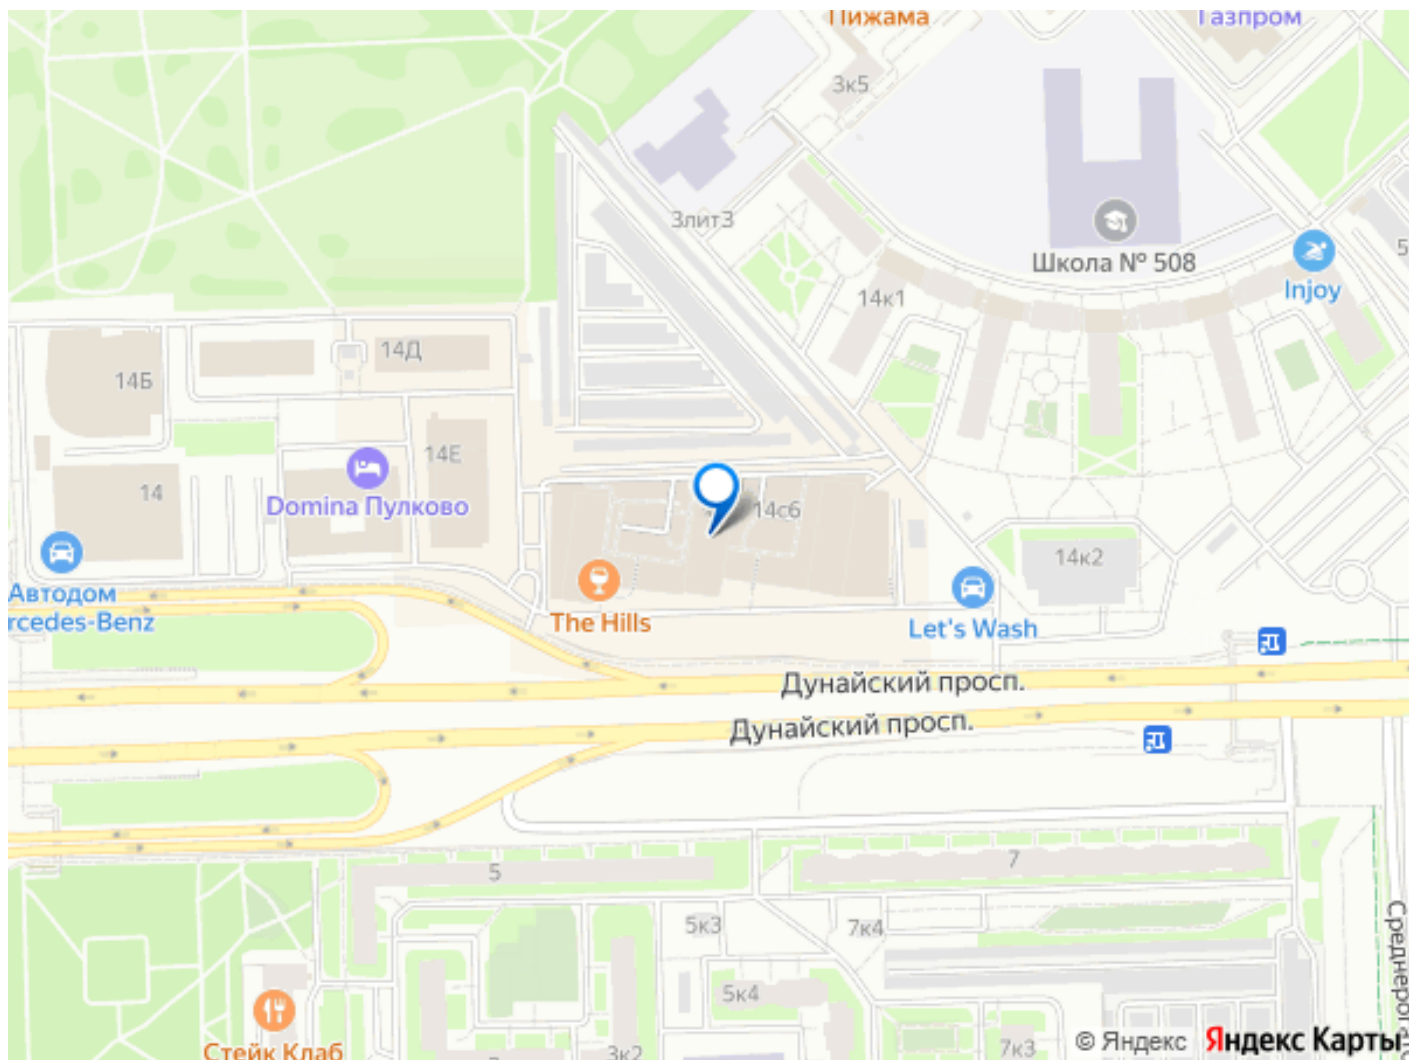 Пижама
Газпром
3к5
3лит3
Школа № 508
Injoy
14к1
14Д
14Б
14Е
14
Domina Пулково
14с6
14к2
Автодом
rcedes-Benz
The Hills
Let's Wash
Дунайский просп.
Дунайский просп.
5
7
5к3
7к4
Среднерога
5к4
Стейк Клаб
3к2
7к3
© Яндекс Яндекс Карты